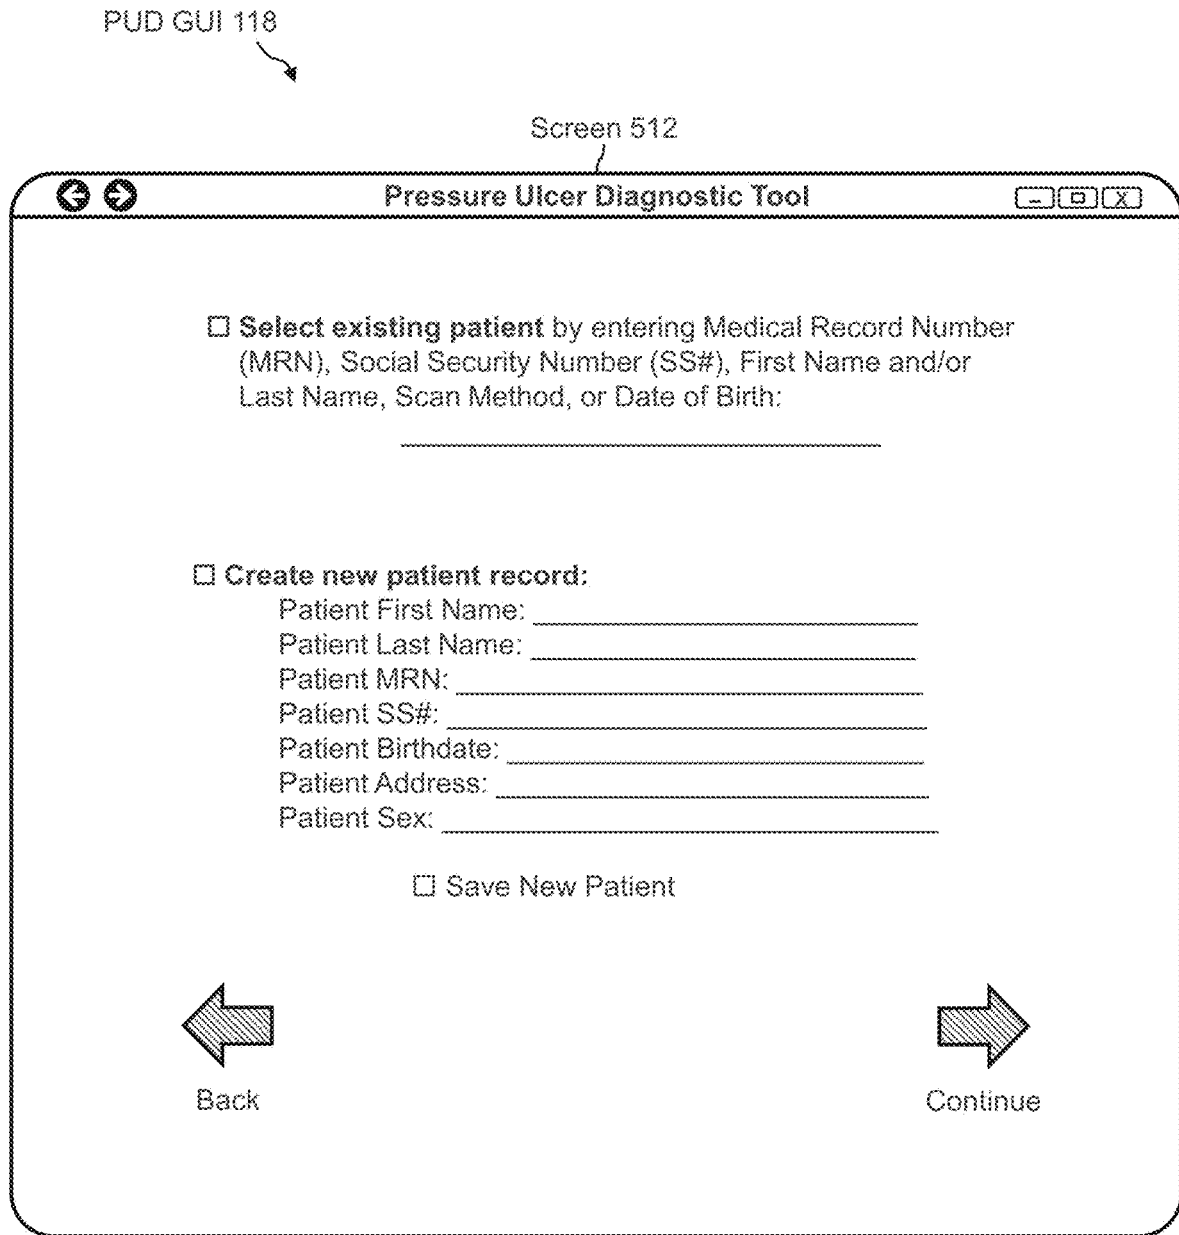 PUD GUI 118
Screen 512
Pressure Ulcer Diagnostic Tool
X
Select existing patient by entering Medical Record Number
(MRN), Social Security Number (SS#), First Name and/or
Last Name, Scan Method, or Date of Birth:
Create new patient record:
Patient First Name:
Patient Last Name:
Patient MRN:
Patient SS#:
Patient Birthdate:
Patient Address:
Patient Sex:
Save New Patient
Back
Continue